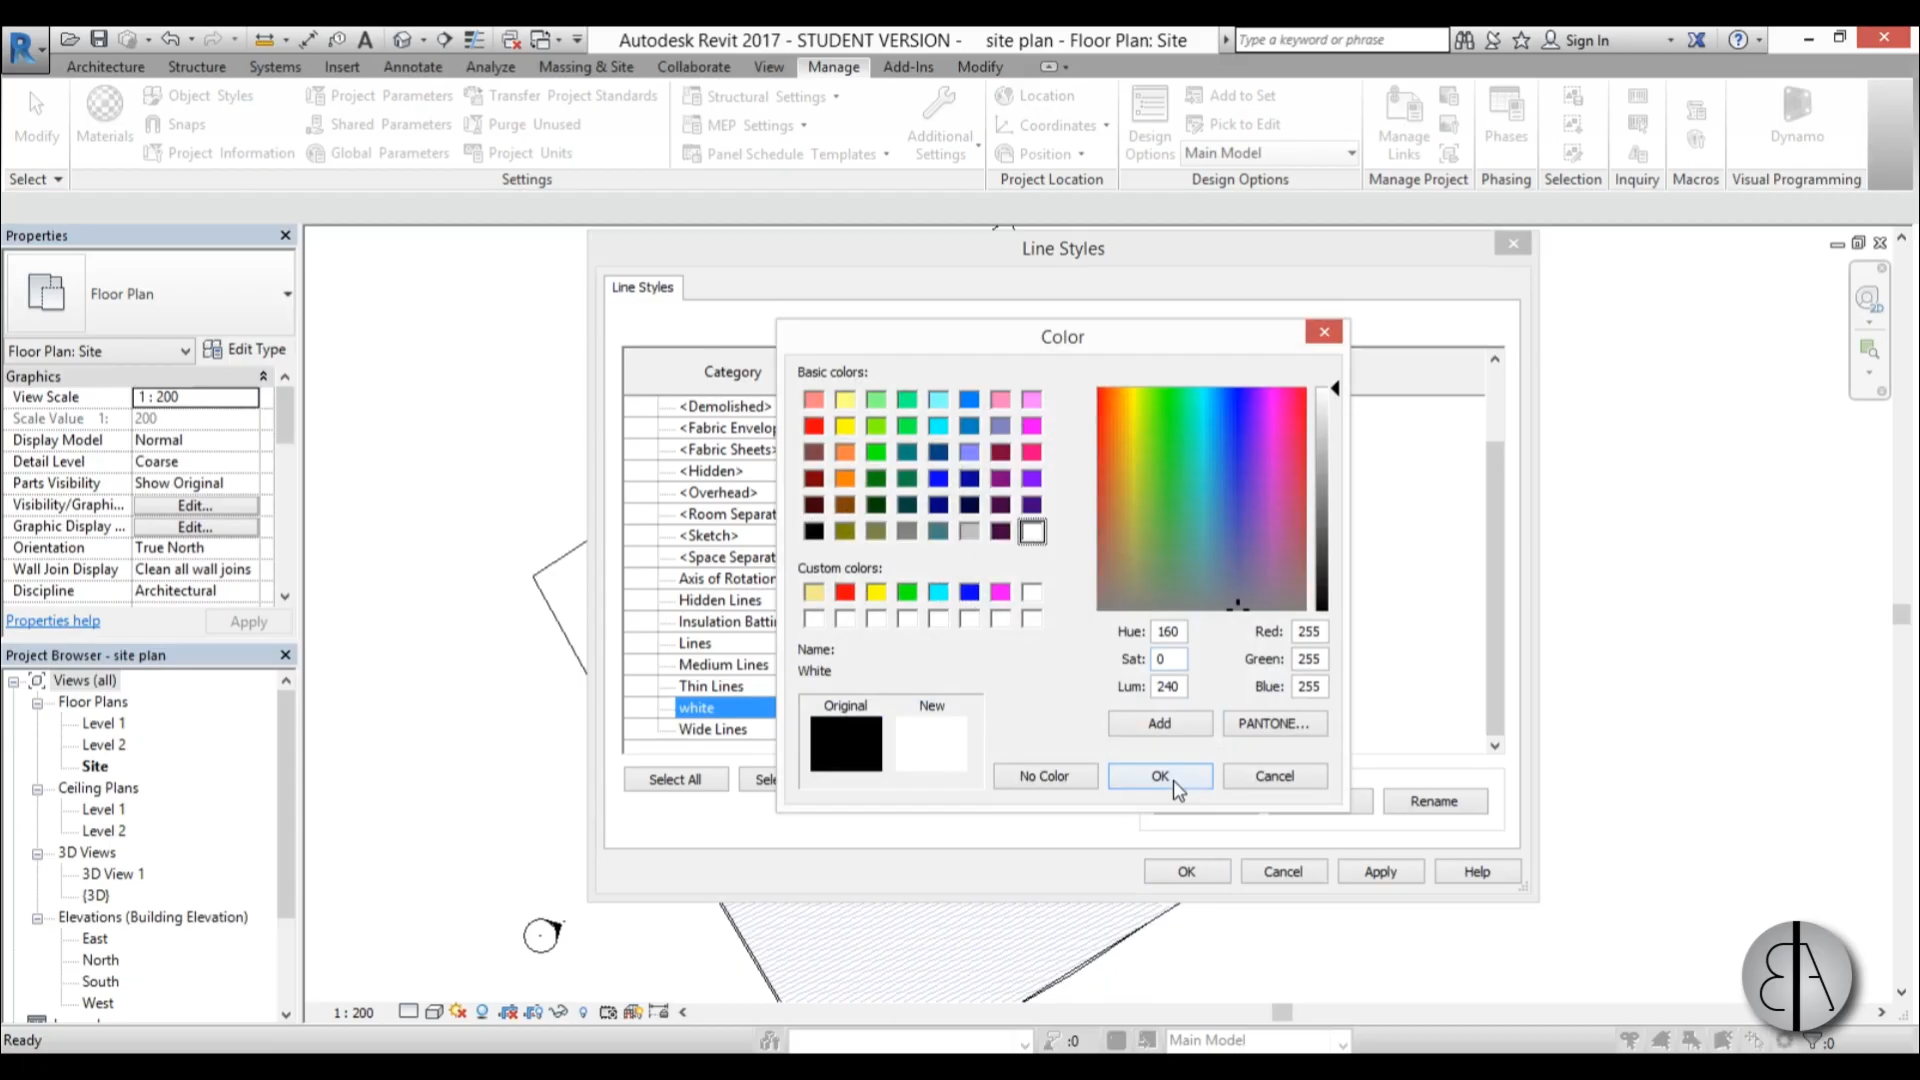 Autodesk Revit 2017 - STUDENT VERSION - site plan - Floor Plan: Site
Type a keyword or phrase
Sign In
Architecture Structure Systems Insert Annotate Analyze Massing & Site Collaborate View Manage Add-Ins Modify
Modify
Materials
Object Styles
Snaps
Project Information
Project Parameters
Shared Parameters
Global Parameters
Transfer Project Standards
Purge Unused
Project Units
Structural Settings
MEP Settings
Panel Schedule Templates
Additional
Settings
Location
Coordinates
Position
Design
Options
Add to Set
Pick to Edit
Main Model
Manage
Links
Phases
Dynamo
Select
Settings
Project Location
Design Options
Manage Project
Phasing
Selection
Inquiry
Macros
Visual Programming
Properties
Floor Plan
Floor Plan: Site
Edit Type
Graphics
View Scale 1 : 200
Scale Value 1: 200
Display Model Normal
Detail Level Coarse
Parts Visibility Show Original
Visibility/Graphi... Edit...
Graphic Display ... Edit...
Orientation True North
Wall Join Display Clean all wall joins
Discipline Architectural
Properties help
Apply
Project Browser - site plan
Views (all)
Floor Plans
Level 1
Level 2
Site
Ceiling Plans
Level 1
Level 2
3D Views
3D View 1
{3D}
Elevations (Building Elevation)
East
North
South
West
Line Styles
Line Styles
Category
<Demolished>
<Fabric Envelop
<Fabric Sheets>
<Hidden>
<Overhead>
<Room Separat
<Sketch>
<Space Separat
Axis of Rotation
Hidden Lines
Insulation Batti
Lines
Medium Lines
Thin Lines
white
Wide Lines
Select All
Sele
Rename
OK
Cancel
Apply
Help
Color
Basic colors:
Custom colors:
Name:
White
Original
New
Hue: 160
Sat: 0
Lum: 240
Red: 255
Green: 255
Blue: 255
Add
PANTONE...
No Color
OK
Cancel
1 : 200
Ready
:0
Main Model
:0